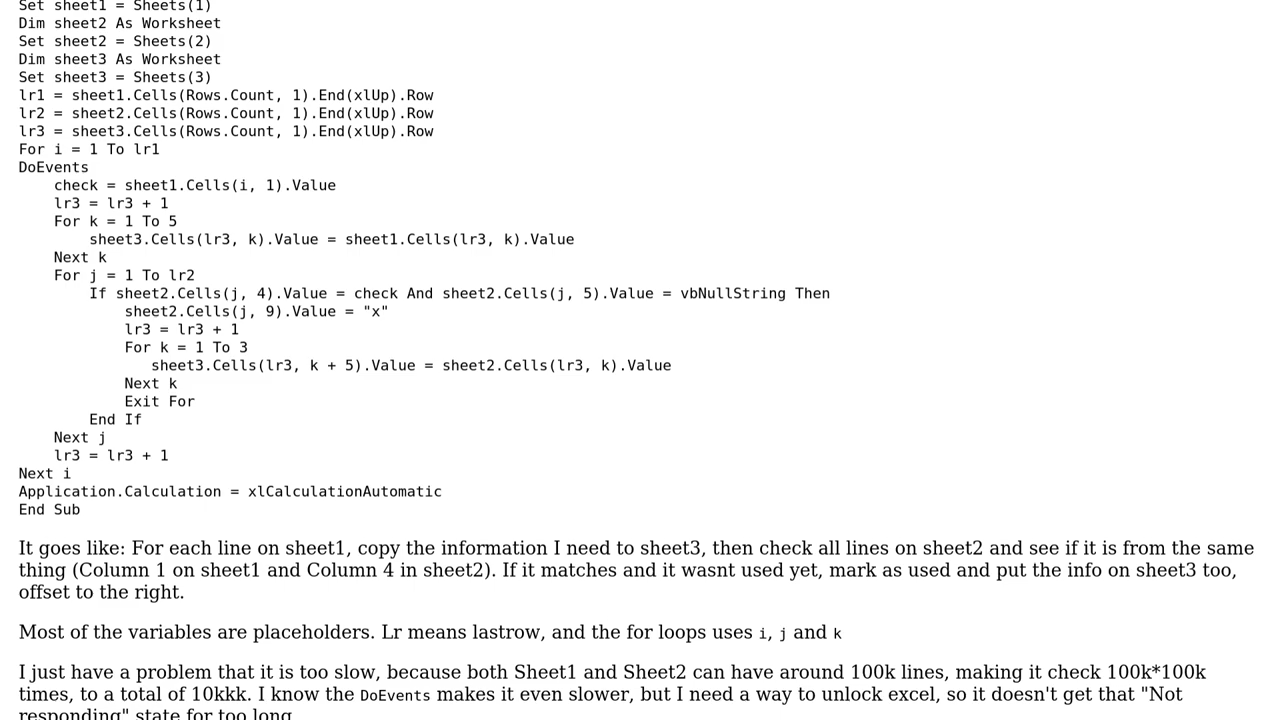 Set sheet1 = Sheets(1)
Dim sheet2 As Worksheet
Set sheet2 = Sheets(2)
Dim sheet3 As Worksheet
Set sheet3 = Sheets(3)
lr1 = sheet1.Cells(Rows.Count, 1).End(xlUp).Row
lr2 = sheet2.Cells(Rows.Count, 1).End(xlUp).Row
lr3 = sheet3.Cells(Rows.Count, 1).End(xlUp).Row
For i = 1 To lr1
DoEvents
    check = sheet1.Cells(i, 1).Value
    lr3 = lr3 + 1
    For k = 1 To 5
        sheet3.Cells(lr3, k).Value = sheet1.Cells(lr3, k).Value
    Next k
    For j = 1 To lr2
        If sheet2.Cells(j, 4).Value = check And sheet2.Cells(j, 5).Value = vbNullString Then
            sheet2.Cells(j, 9).Value = "x"
            lr3 = lr3 + 1
            For k = 1 To 3
               sheet3.Cells(lr3, k + 5).Value = sheet2.Cells(lr3, k).Value
            Next k
            Exit For
        End If
    Next j
    lr3 = lr3 + 1
Next i
Application.Calculation = xlCalculationAutomatic
End Sub
It goes like: For each line on sheet1, copy the information I need to sheet3, then check all lines on sheet2 and see if it is from the same
thing (Column 1 on sheet1 and Column 4 in sheet2). If it matches and it wasnt used yet, mark as used and put the info on sheet3 too,
offset to the right.
Most of the variables are placeholders. Lr means lastrow, and the for loops uses i, j and k
I just have a problem that it is too slow, because both Sheet1 and Sheet2 can have around 100k lines, making it check 100k*100k
times, to a total of 10kkk. I know the DoEvents makes it even slower, but I need a way to unlock excel, so it doesn't get that "Not
responding" state for too long